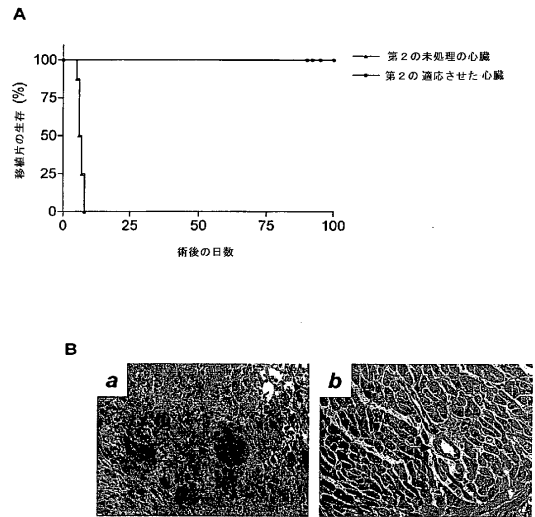 A
移植片の生存 (%)
100
75
50
25
0
0
25
50
75
100
術後の日数
第2の未処理の心臓
第2の適応させた心臓
B
a
b